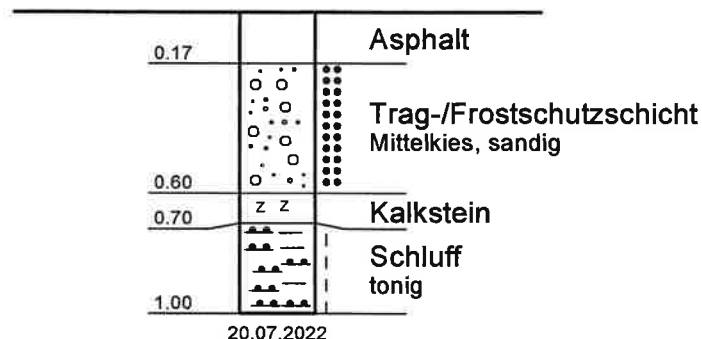 Asphalt
0.17
Trag-/Frostschutzschicht
Mittelkies, sandig
0.60
z z
Kalkstein
0.70
Schluff
tonig
1.00
20.07.2022